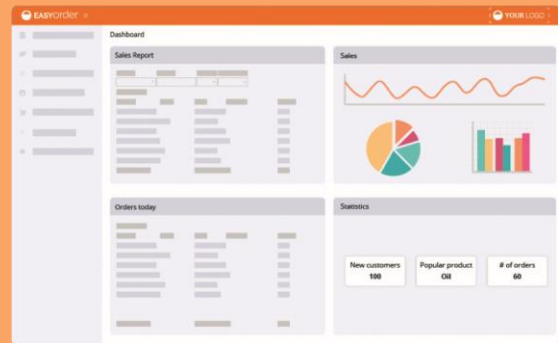 EASYORDER
YOUR LOGO
Dashboard
Sales Report
Sales
Orders today
Statistics
New customers
100
Popular product
Oil
# of orders
60